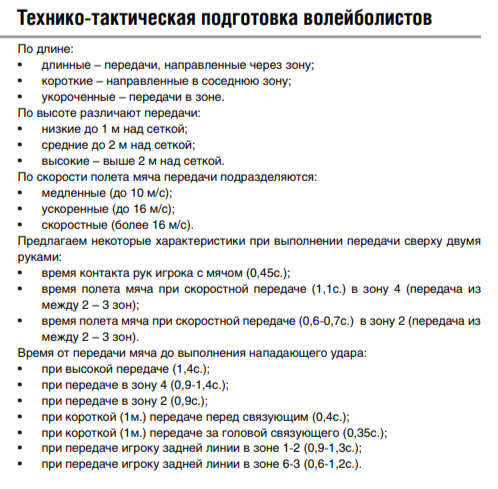 Технико-тактическая подготовка волейболистов
По длине:
• длинные – передачи, направленные через зону;
• короткие – направленные в соседнюю зону;
• укороченные – передачи в зоне.
По высоте различают передачи:
• низкие до 1 м над сеткой;
• средние до 2 м над сеткой;
• высокие – выше 2 м над сеткой.
По скорости полета мяча передачи подразделяются:
• медленные (до 10 м/с);
• ускоренные (до 16 м/с);
• скоростные (более 16 м/с).
Предлагаем некоторые характеристики при выполнении передачи сверху двумя
руками:
• время контакта рук игрока с мячом (0,45с.);
• время полета мяча при скоростной передаче (1,1с.) в зону 4 (передача из
между 2 – 3 зон);
• время полета мяча при скоростной передаче (0,6-0,7с.) в зону 2 (передача из
между 2 – 3 зон).
Время от передачи мяча до выполнения нападающего удара:
• при высокой передаче (1,4с.);
• при передаче в зону 4 (0,9-1,4с.);
• при передаче в зону 2 (0,9с.);
• при короткой (1м.) передаче перед связующим (0,4с.);
• при короткой (1м.) передаче за головой связующего (0,35с.);
• при передаче игроку задней линии в зоне 1-2 (0,9-1,3с.);
• при передаче игроку задней линии в зоне 6-3 (0,6-1,2с.).